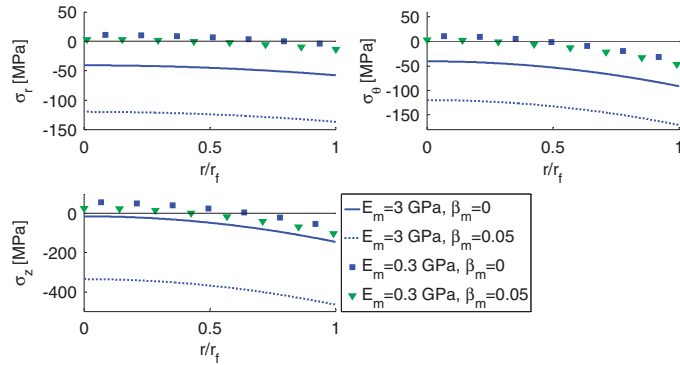 50
0
-50
-100
-150
σr [MPa]
0
0.5
1
r/rf
50
0
-50
-100
-150
σθ [MPa]
0
0.5
1
r/rf
0
-200
-400
σz [MPa]
0
0.5
1
r/rf
Em=3 GPa, βm=0
Em=3 GPa, βm=0.05
Em=0.3 GPa, βm=0
Em=0.3 GPa, βm=0.05